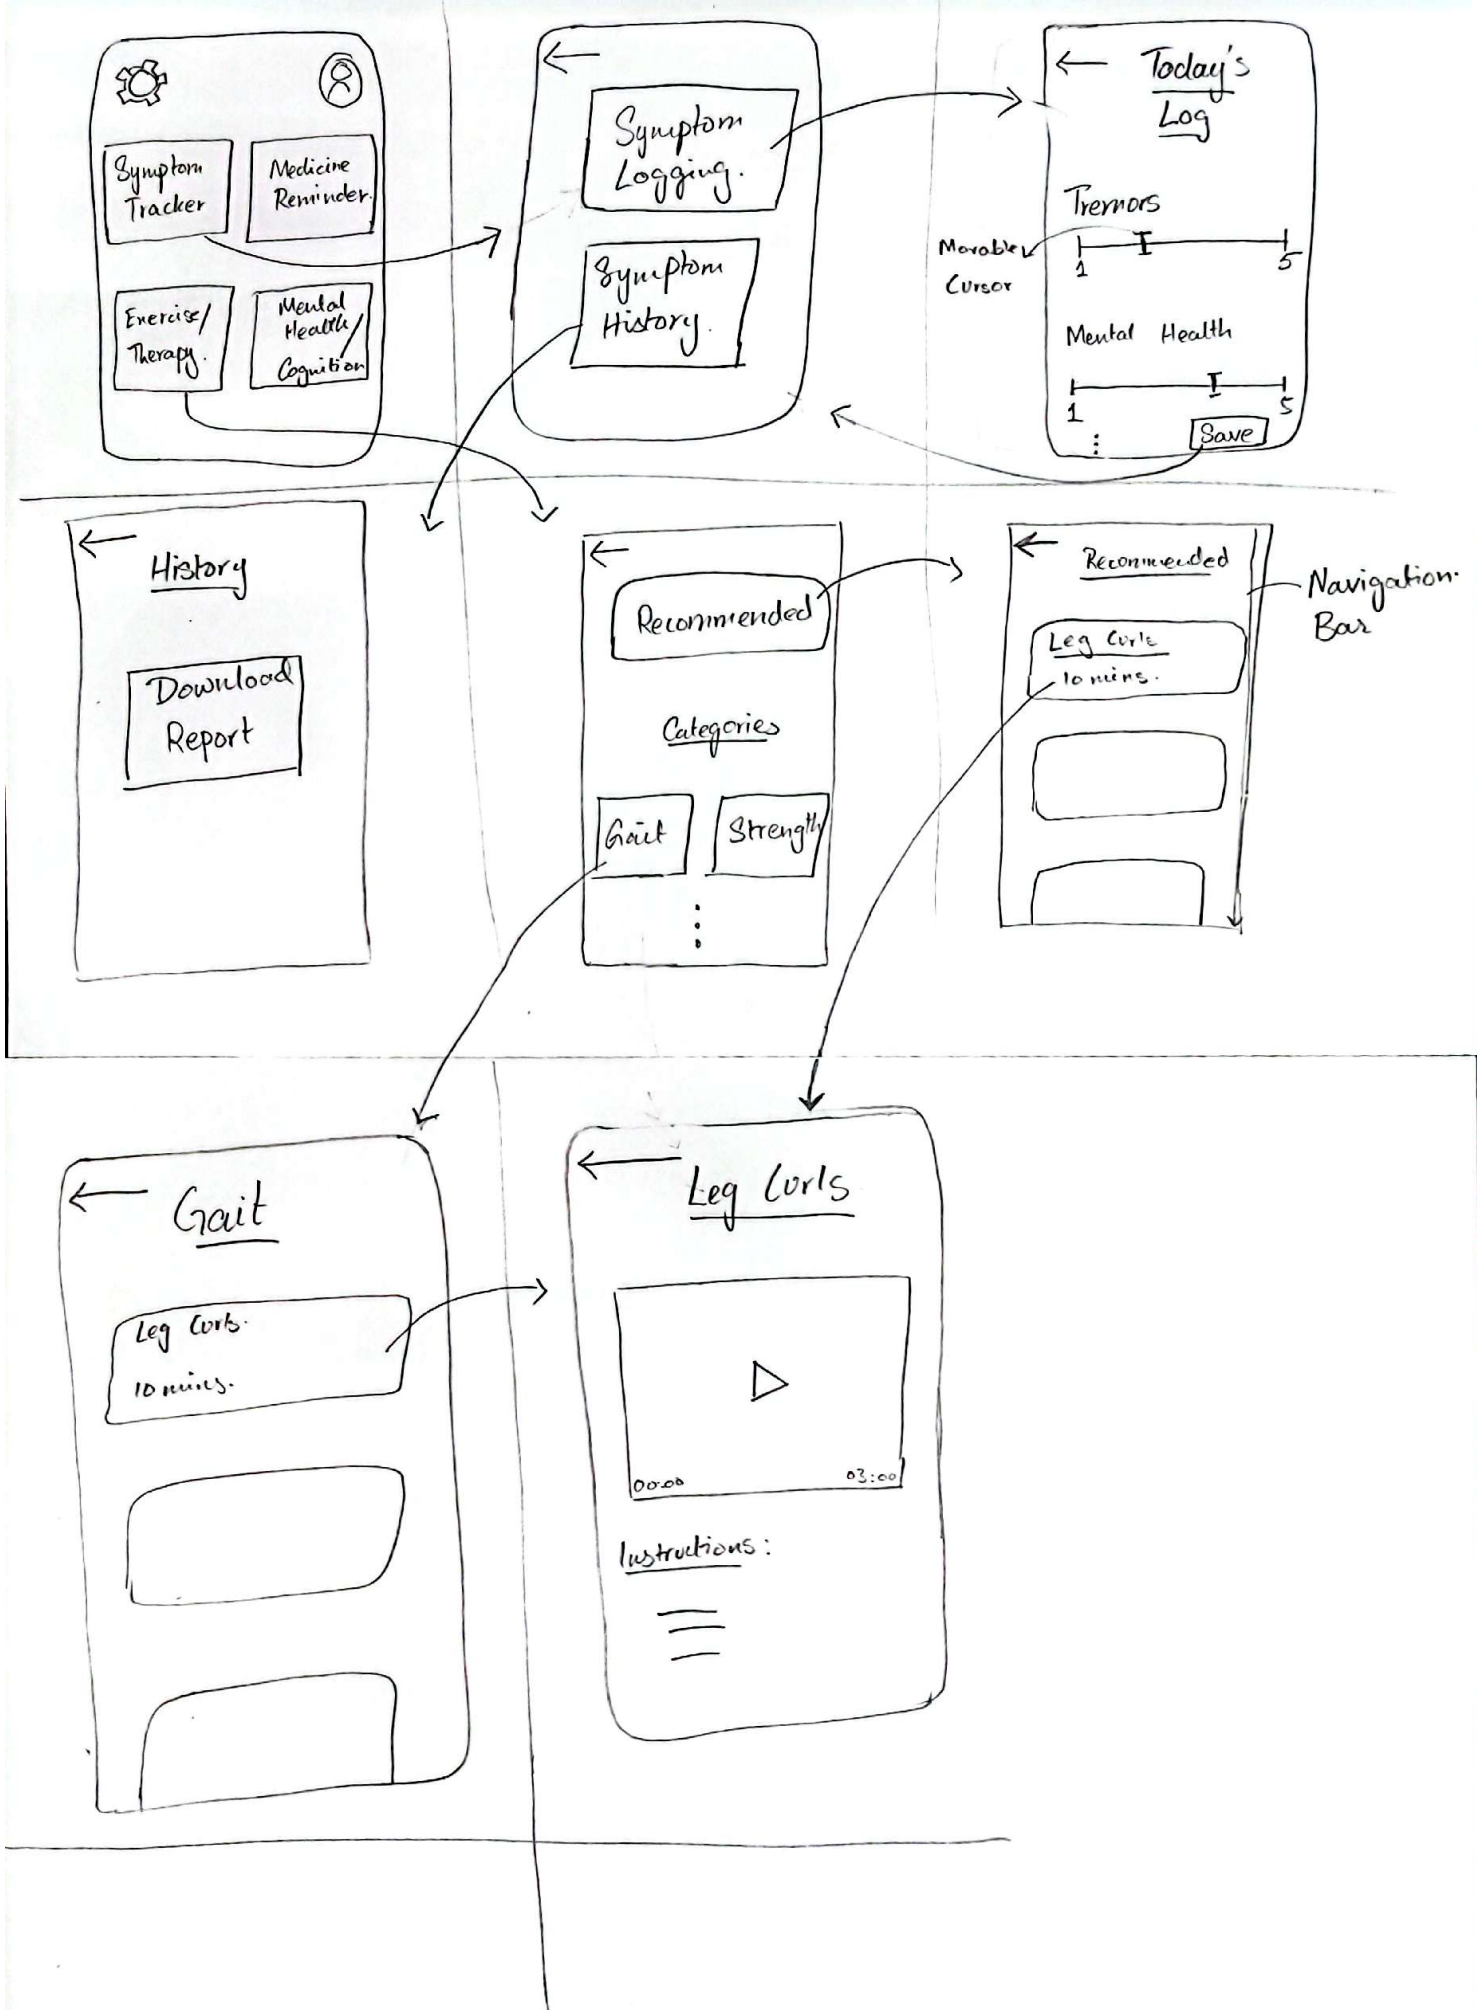 Symptom
Tracker
Medicine
Reminder.
Exercise/
Therapy.
Mental
Health/
Cognition
Symptom
Logging.
Symptom
History.
Today's
Log
Tremors
Movable
Cursor
1
5
Mental Health
1
5
Save
History
Download
Report
Recommended
Categories
Gait
Strength
Recommended
Leg Curls
10 mins.
Navigation
Bar
Gait
Leg Curls.
10 mins.
Leg Curls
00:00
03:00
Instructions: